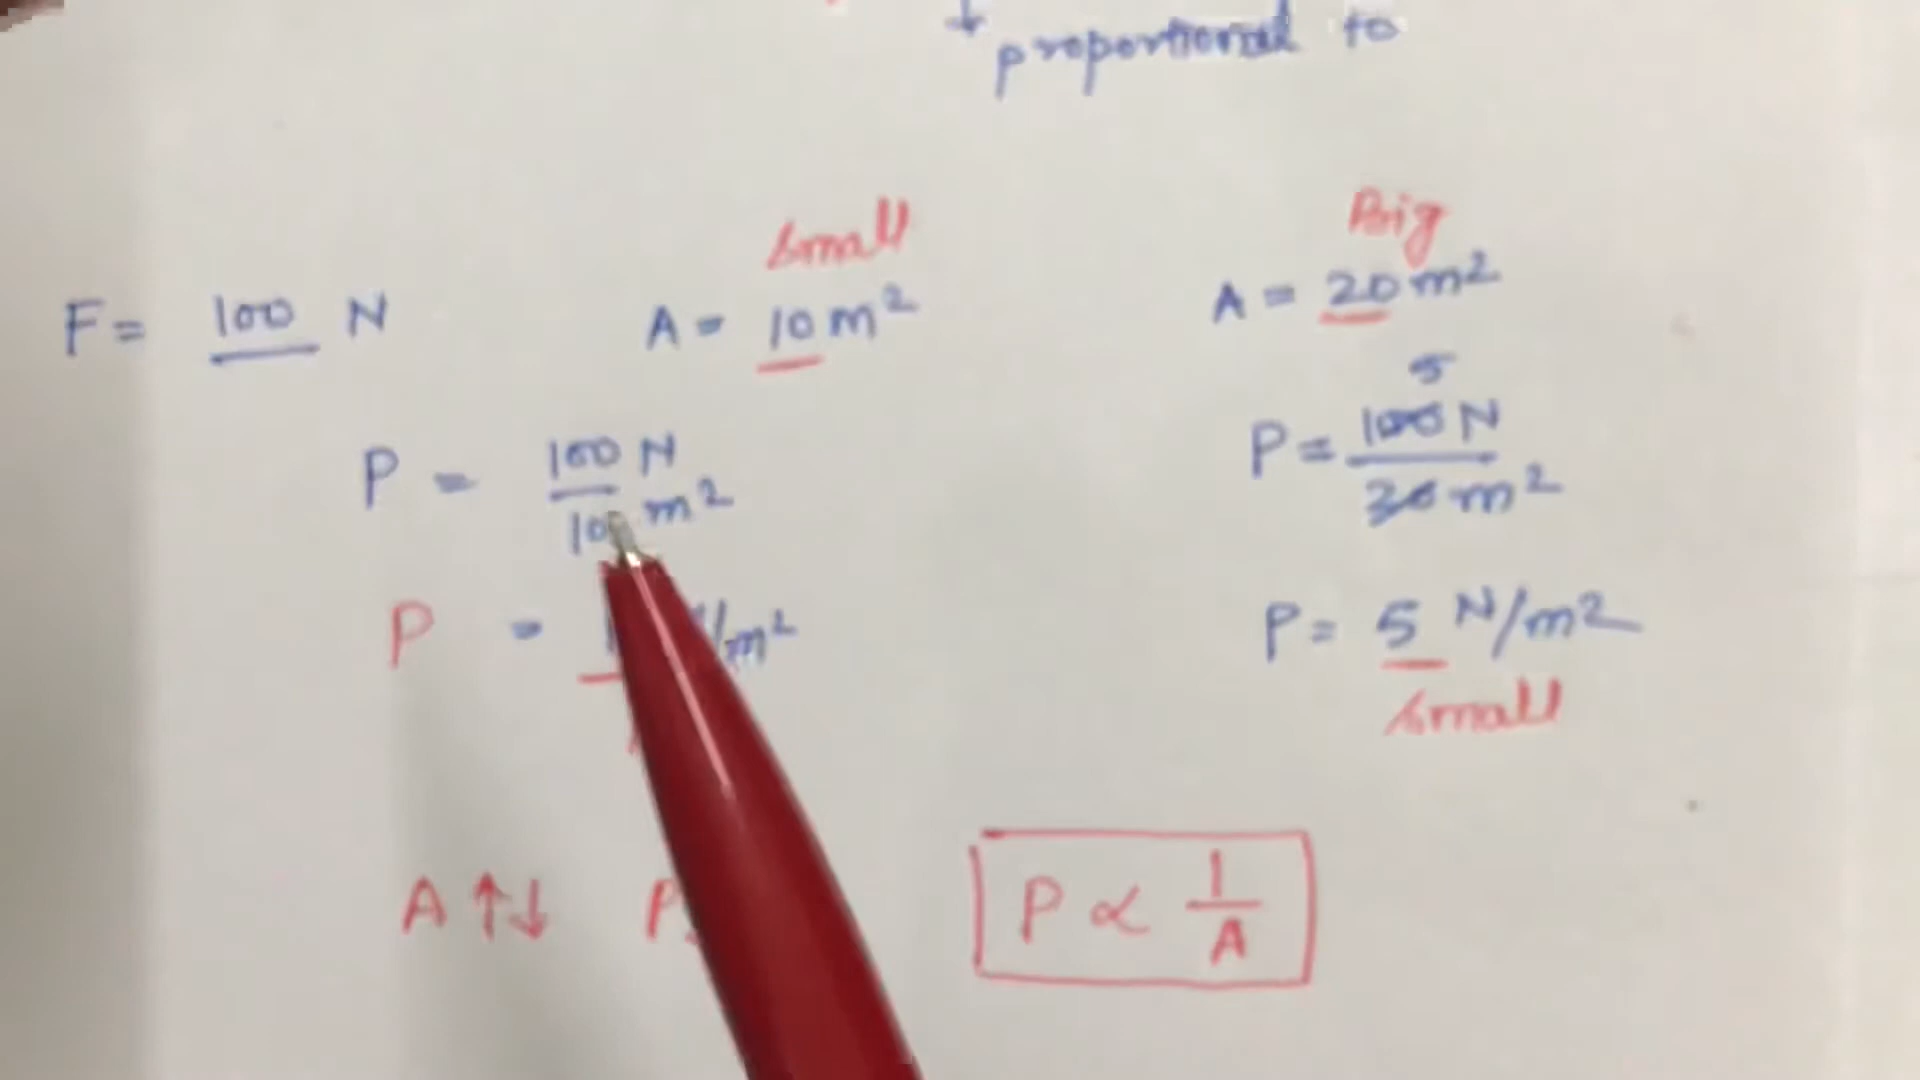 ↓ proportional to
Small
Big
F = 100 N
A = 10 m²
A = 20 m²
P = 100 N / 10 m²
5
P = 100 N / 20 m²
P = /m²
P = 5 N/m²
Small
A ↑↓ P
P ∝ 1/A